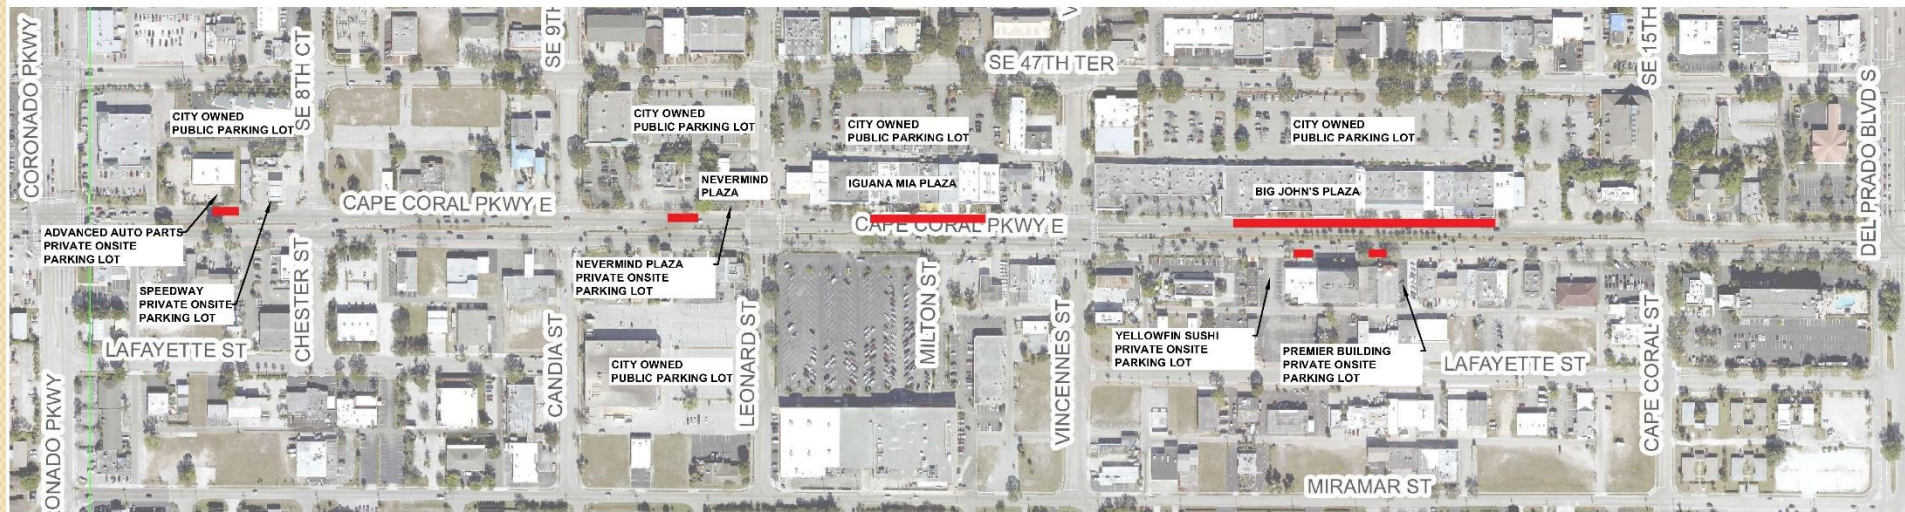 CORONADO PKWY
SE 8TH CT
SE 9TH
SE 47TH TER
SE 15TH
DEL PRADO BLVD S
CITY OWNED
PUBLIC PARKING LOT
CITY OWNED
PUBLIC PARKING LOT
CITY OWNED
PUBLIC PARKING LOT
CITY OWNED
PUBLIC PARKING LOT
NEVERMIND
PLAZA
IGUANA MIA PLAZA
BIG JOHN'S PLAZA
CAPE CORAL PKWY E
CAPE CORAL PKWY E
ADVANCED AUTO PARTS
PRIVATE ONSITE
PARKING LOT
SPEEDWAY
PRIVATE ONSITE
PARKING LOT
CHESTER ST
NEVERMIND PLAZA
PRIVATE ONSITE
PARKING LOT
CANDIA ST
LEONARD ST
MILTON ST
VINCENNES ST
YELLOWFIN SUSHI
PRIVATE ONSITE
PARKING LOT
PREMIER BUILDING
PRIVATE ONSITE
PARKING LOT
CAPE CORAL ST
LAFAYETTE ST
LAFAYETTE ST
CITY OWNED
PUBLIC PARKING LOT
ONADO PKWY
MIRAMAR ST